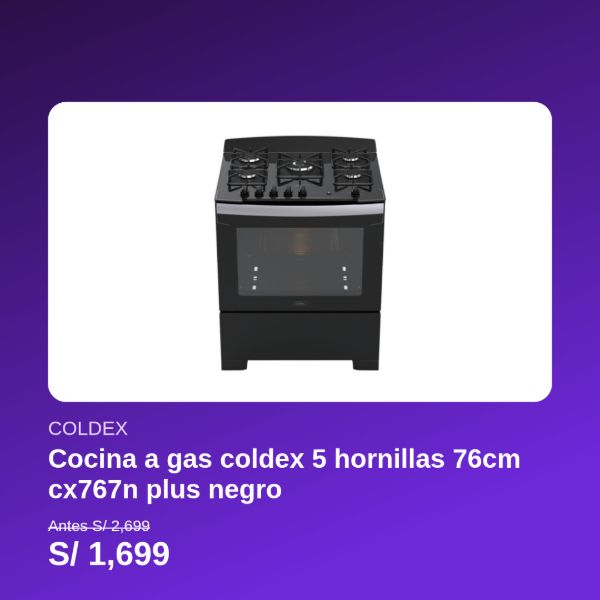 COLDEX
Cocina a gas coldex 5 hornillas 76cm
cx767n plus negro
Antes S/ 2,699
S/ 1,699